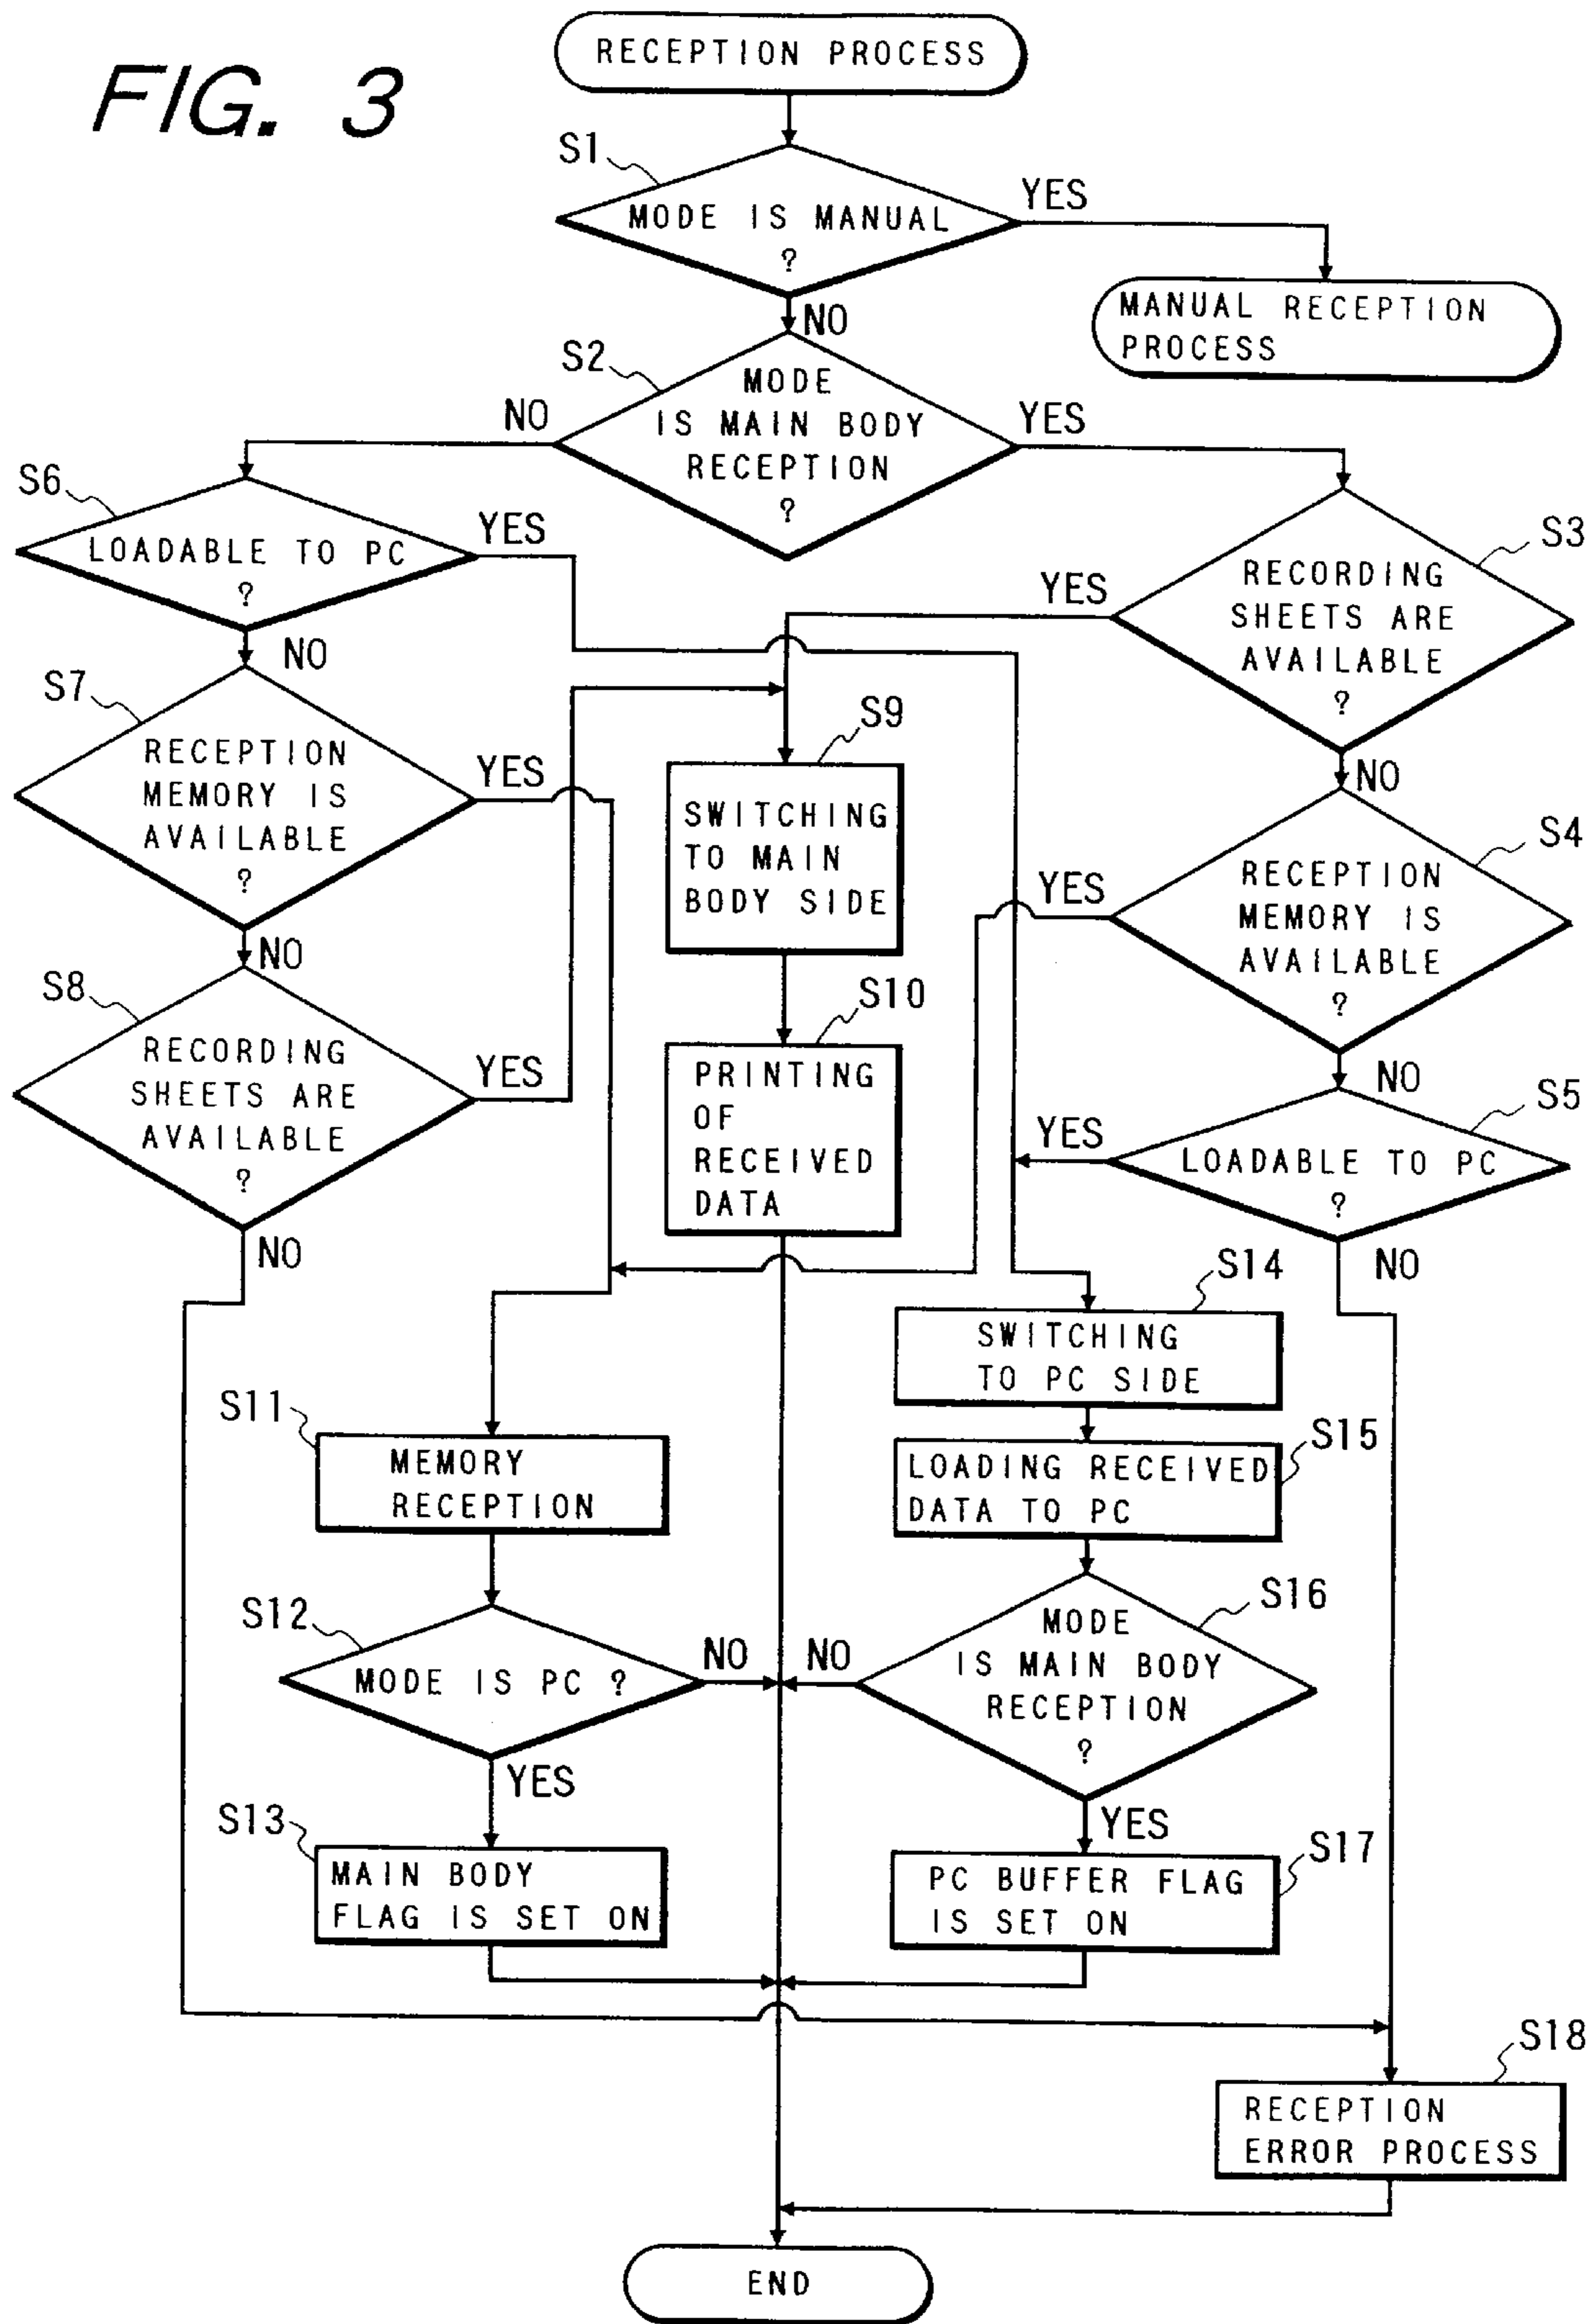 FIG. 3
RECEPTION PROCESS
S1
MODE IS MANUAL
?
YES
NO
MANUAL RECEPTION
PROCESS
S2
MODE
IS MAIN BODY
RECEPTION
?
NO
YES
S6
LOADABLE TO PC
?
YES
NO
S3
RECORDING
SHEETS ARE
AVAILABLE
?
YES
NO
S7
RECEPTION
MEMORY IS
AVAILABLE
?
YES
NO
S9
SWITCHING
TO MAIN
BODY SIDE
S4
RECEPTION
MEMORY IS
AVAILABLE
?
YES
NO
S8
RECORDING
SHEETS ARE
AVAILABLE
?
YES
NO
S10
PRINTING
OF
RECEIVED
DATA
S5
LOADABLE TO PC
?
YES
NO
S14
SWITCHING
TO PC SIDE
S11
MEMORY
RECEPTION
S15
LOADING RECEIVED
DATA TO PC
S12
MODE IS PC ?
NO
YES
S16
MODE
IS MAIN BODY
RECEPTION
?
NO
YES
S13
MAIN BODY
FLAG IS SET ON
S17
PC BUFFER FLAG
IS SET ON
S18
RECEPTION
ERROR PROCESS
END